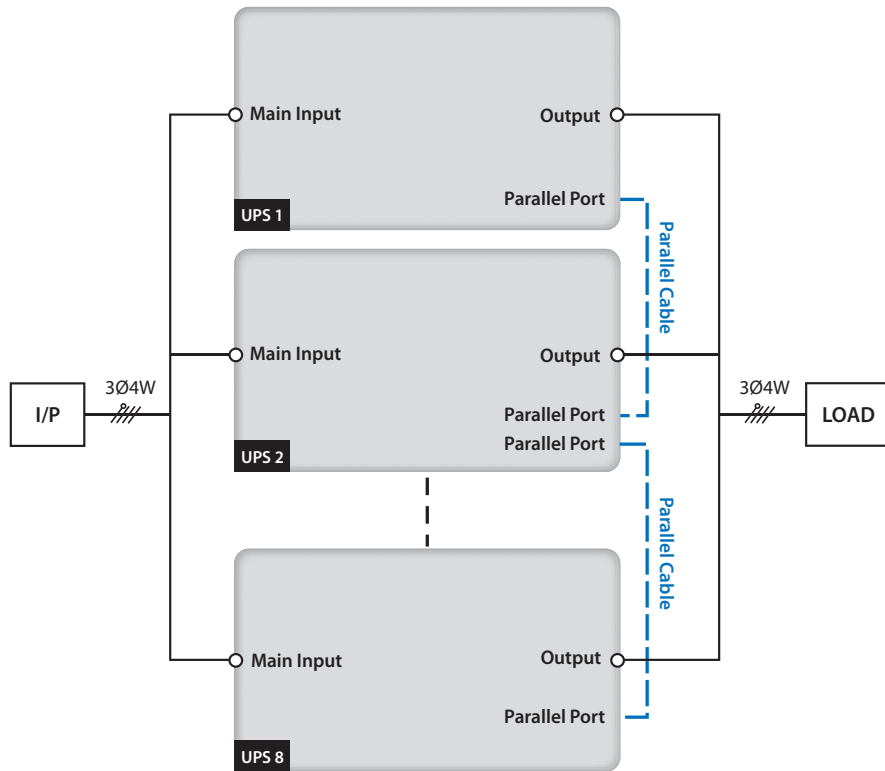 Main Input
Output
Parallel Port
UPS 1
Parallel Cable
Main Input
Output
3Ø4W
I/P
Parallel Port
Parallel Port
UPS 2
3Ø4W
LOAD
Parallel Cable
Main Input
Output
Parallel Port
UPS 8